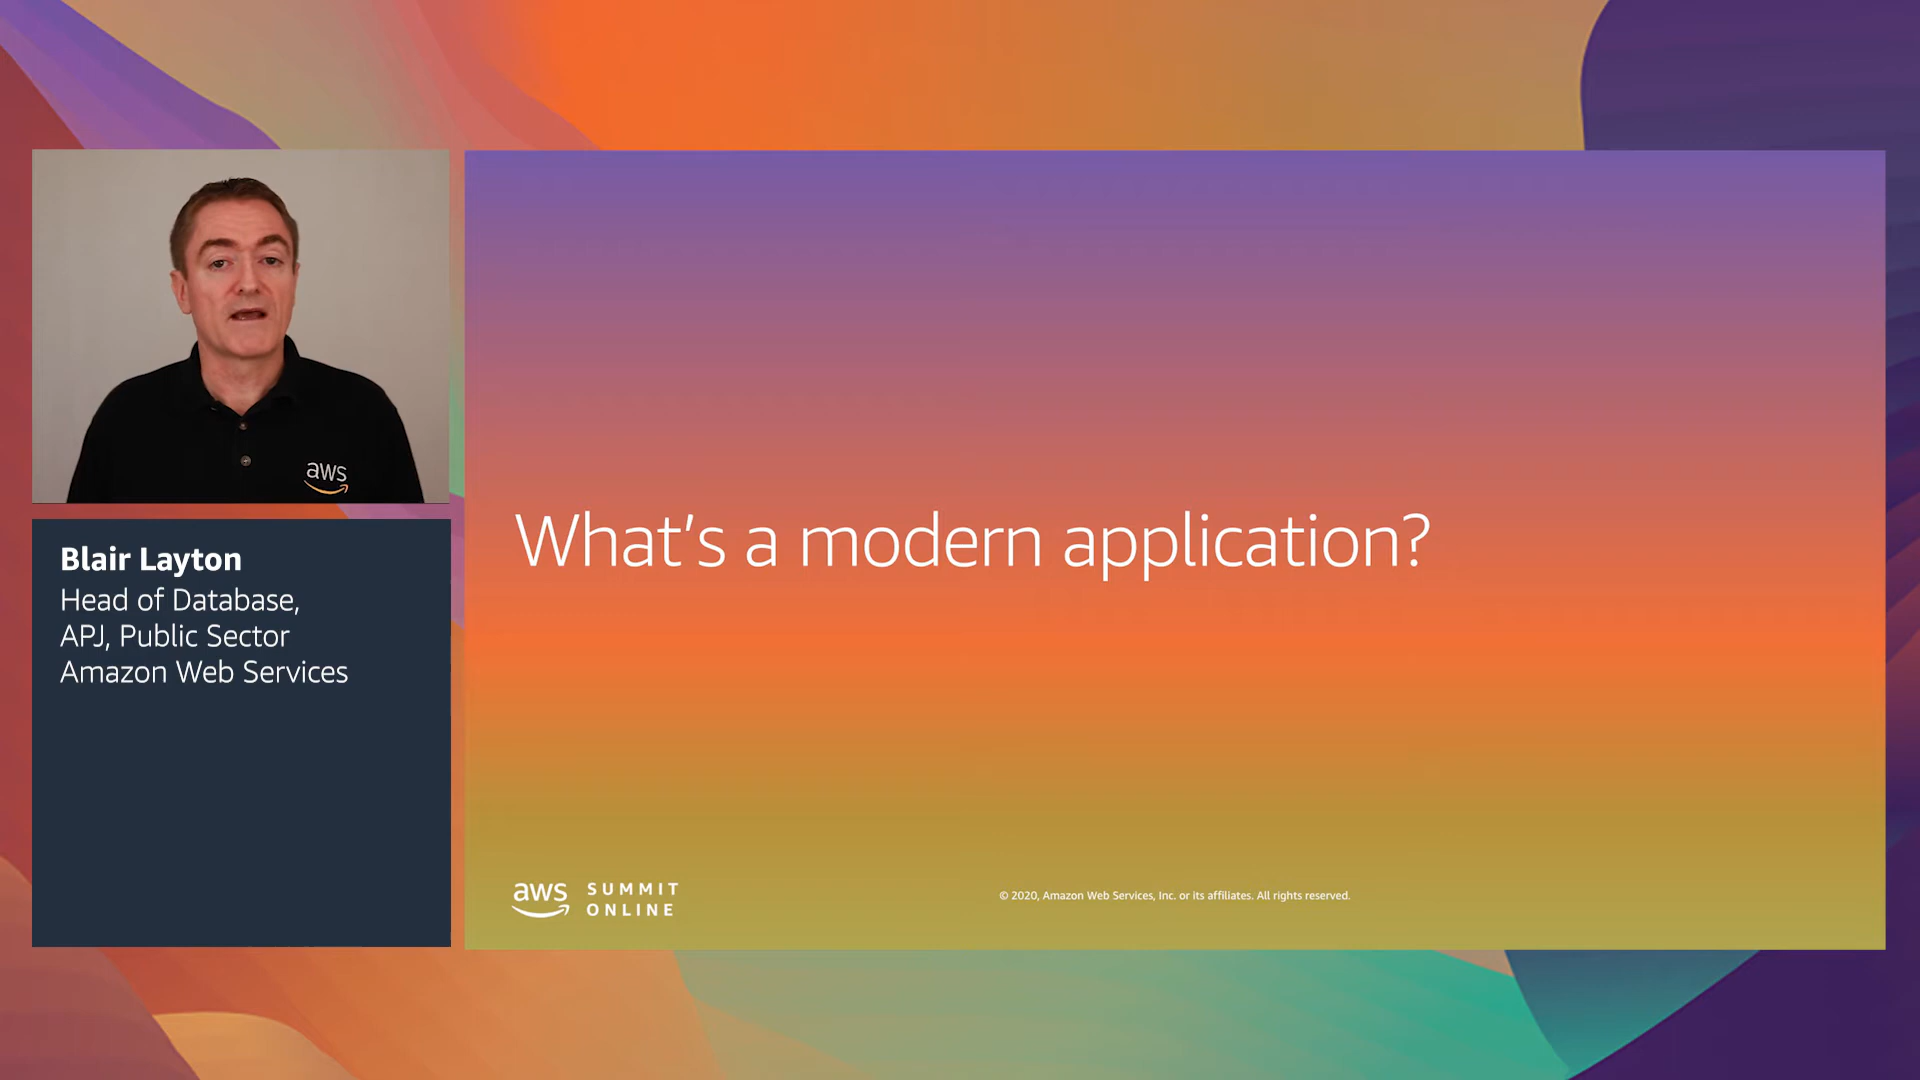 aws
Blair Layton
Head of Database,
APJ, Public Sector
Amazon Web Services
What's a modern application?
aws SUMMIT
ONLINE
© 2020, Amazon Web Services, Inc. or its affiliates. All rights reserved.